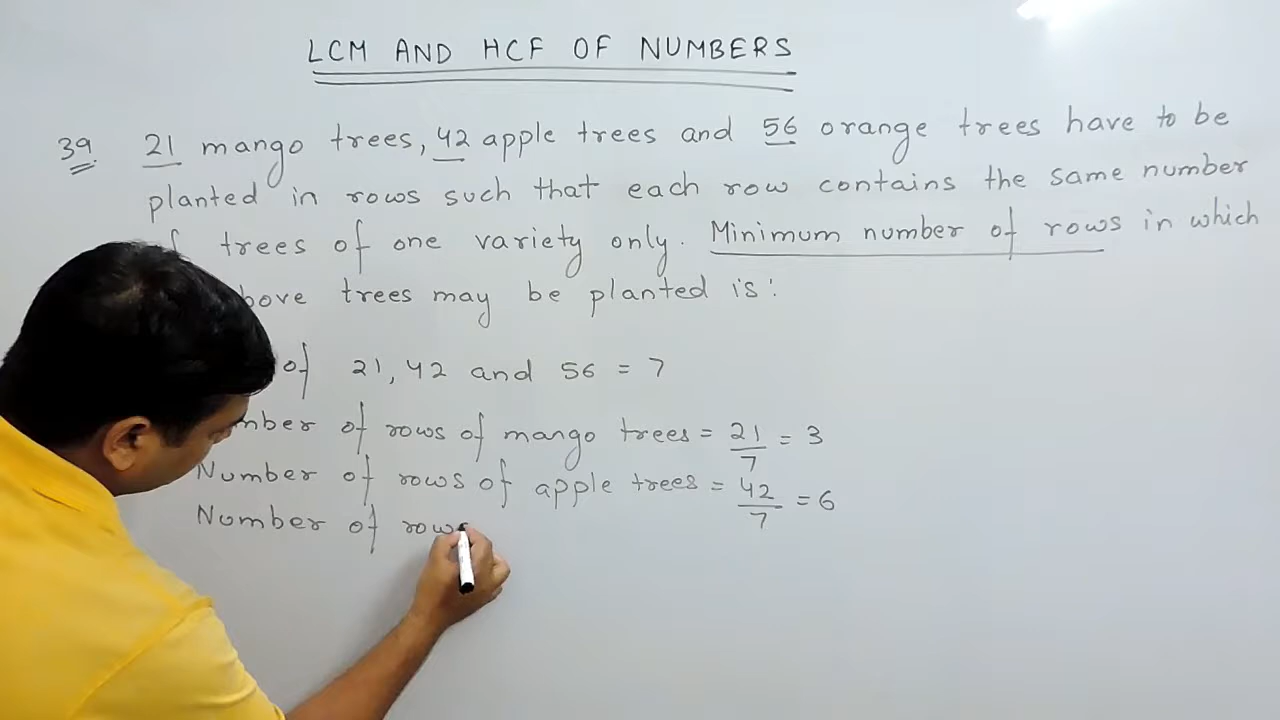 LCM AND HCF OF NUMBERS
39. 21 mango trees, 42 apple trees and 56 orange trees have to be
planted in rows such that each row contains the same number
trees of one variety only. Minimum number of rows in which
trees may be planted is:
of 21, 42 and 56 = 7
of rows of mango trees = 21/7 = 3
Number of rows of apple trees = 42/7 = 6
Number of rows